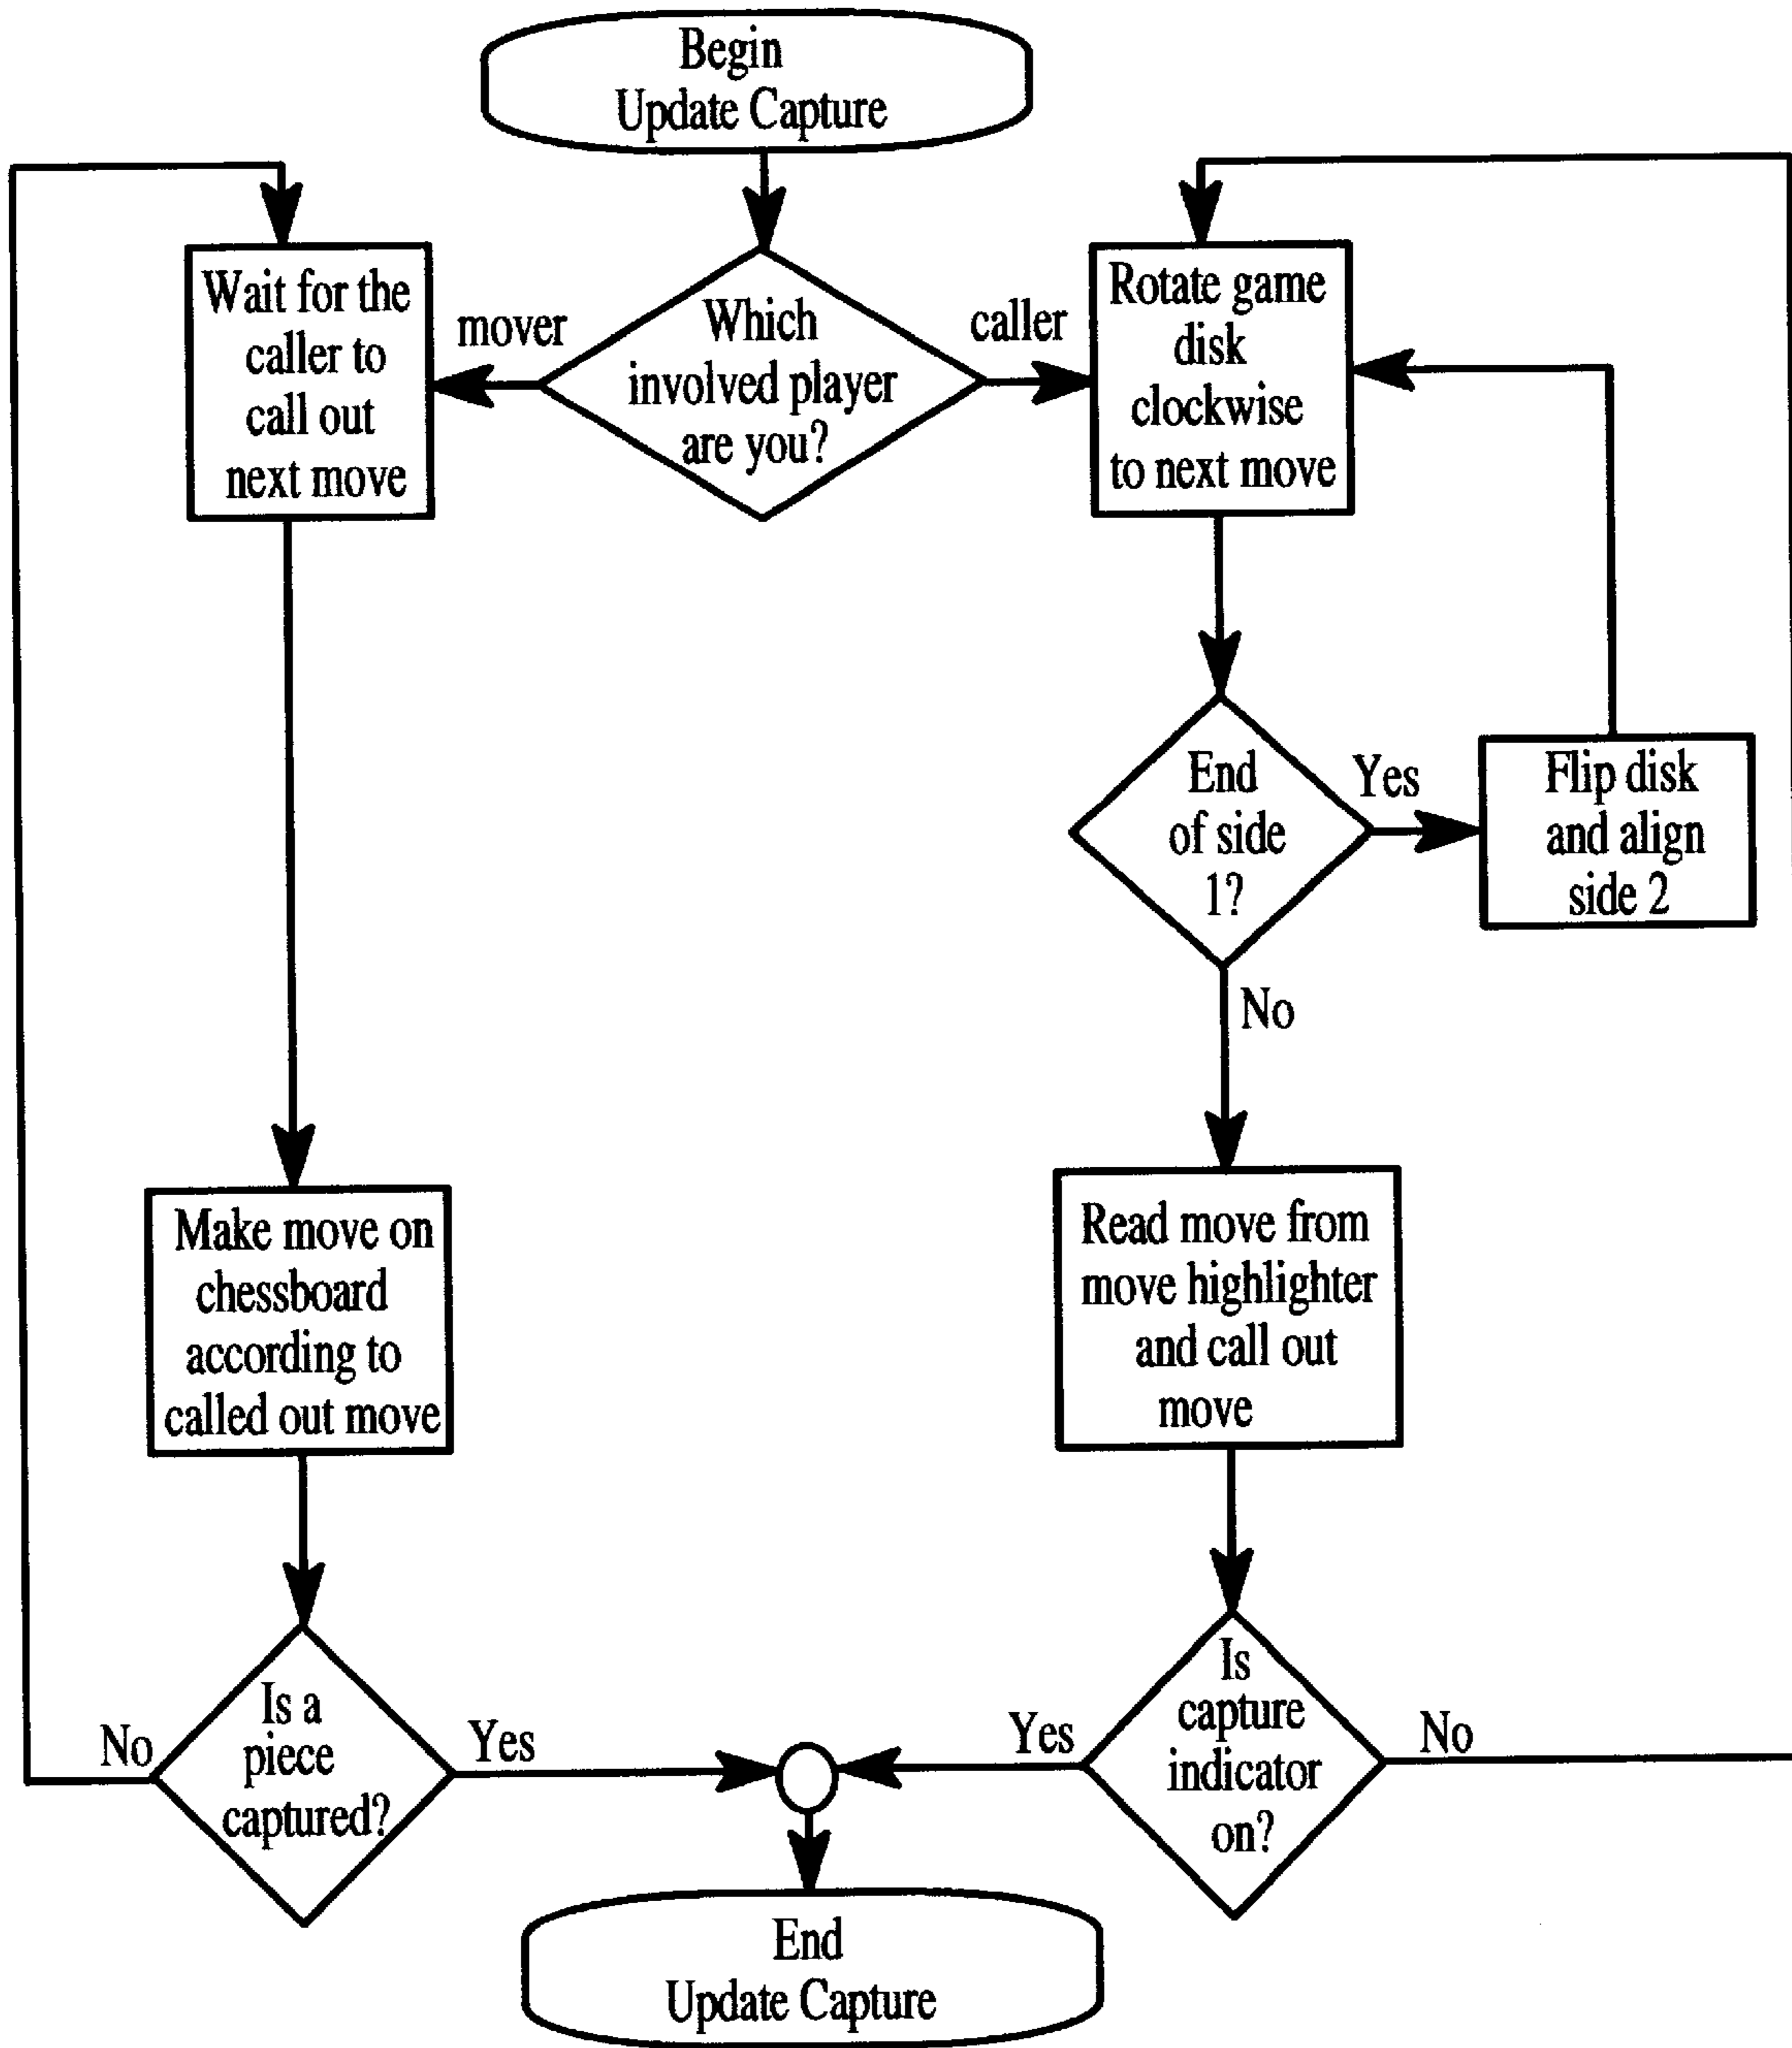 Begin
Update Capture
Wait for the
caller to
call out
next move
mover
Which
involved player
are you?
caller
Rotate game
disk
clockwise
to next move
End
of side
1?
Yes
Flip disk
and align
side 2
No
Make move on
chessboard
according to
called out move
Read move from
move highlighter
and call out
move
No
Is a
piece
captured?
Yes
Yes
Is
capture
indicator
on?
No
End
Update Capture